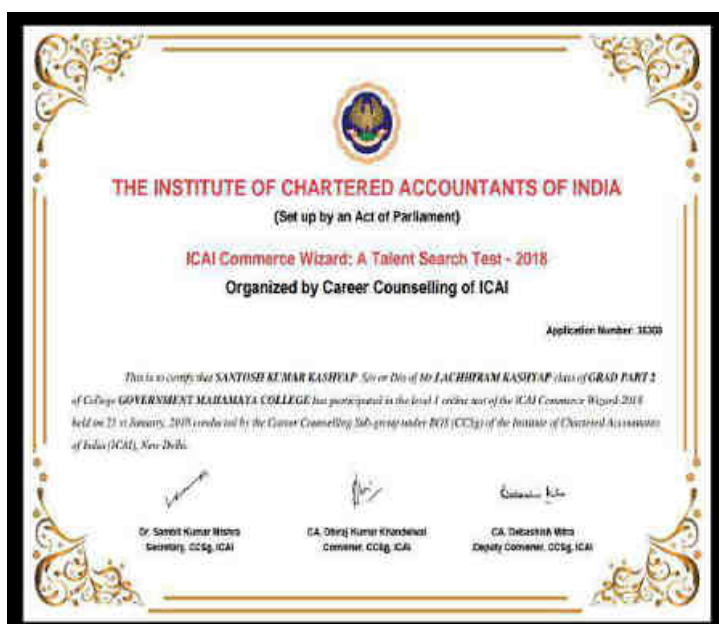 THE INSTITUTE OF CHARTERED ACCOUNTANTS OF INDIA
(Set up by an Act of Parliament)
ICAI Commerce Wizard: A Talent Search Test - 2018
Organized by Career Counselling of ICAI
Application Number:
This is to certify that SANTOSH KUMAR KASHYAP S/o or D/o of Mr LACHHIRAM KASHYAP class of GRAD PART 2
of College GOVERNMENT MAHAMAYA COLLEGE has participated in the level 1 online test of the ICAI Commerce Wizard-2018
held on 21 st January, 2018 conducted by the Career Counselling Sub-group under BOS (CCSg) of the Institute of Chartered Accountants
of India (ICAI), New Delhi.
Dr. Sambit Kumar Mishra
Secretary, CCSg, ICAI
CA. Dhiraj Kumar Khandelwal
Convener, CCSg, ICAI
CA. Debashish Mitra
Deputy Convener, CCSg, ICAI